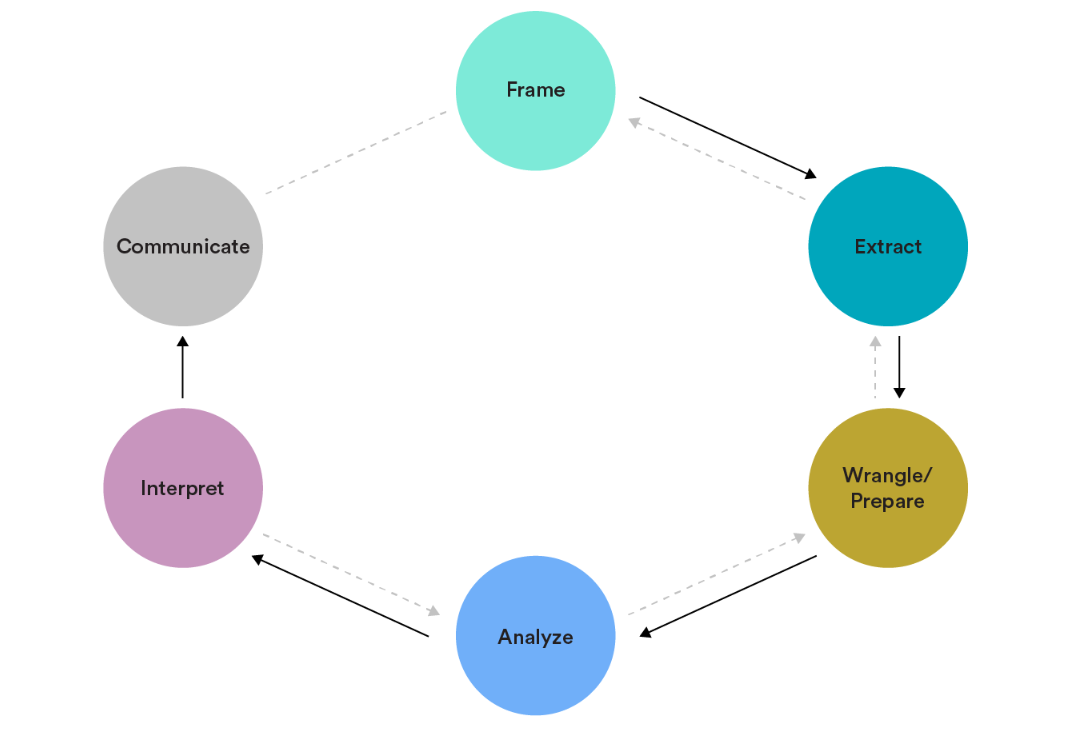 Frame
Extract
Wrangle/
Prepare
Analyze
Interpret
Communicate